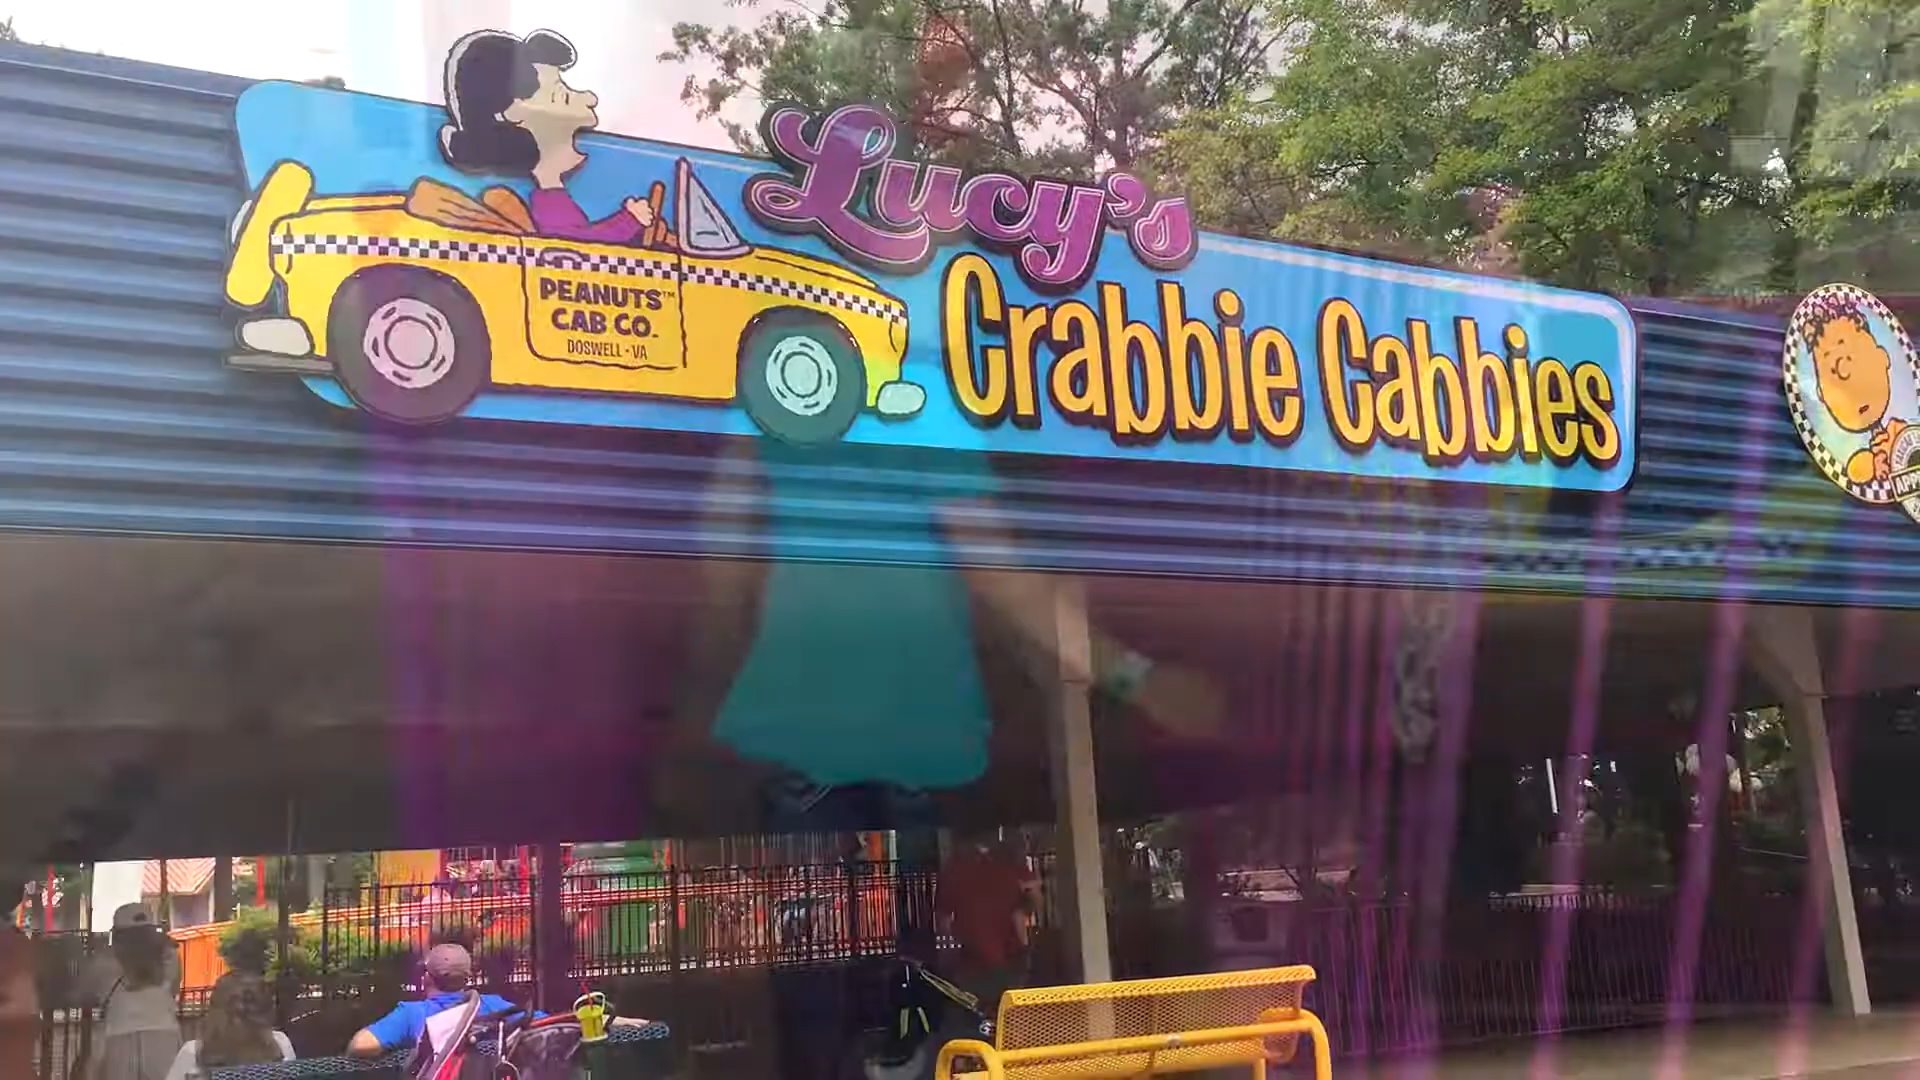 Lucy's
Crabbie Cabbies
PEANUTS™
CAB CO.
DOSWELL · VA